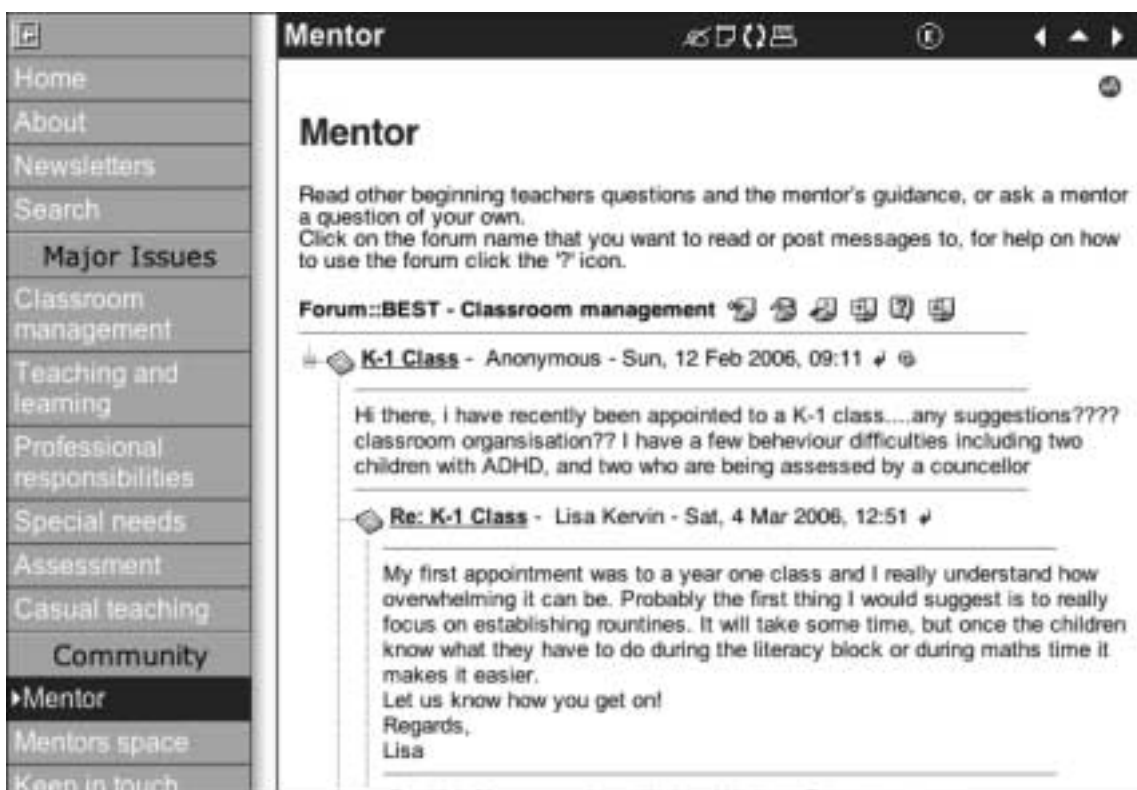 Home
About
Newsletters
Search
Major Issues
Classroom
management
Teaching and
learning
Professional
responsibilities
Special needs
Assessment
Casual teaching
Community
Mentor
Mentors space
Keep in touch
Mentor
Mentor
Read other beginning teachers questions and the mentor's guidance, or ask a mentor
a question of your own.
Click on the forum name that you want to read or post messages to, for help on how
to use the forum click the '?' icon.
Forum::BEST - Classroom management
K-1 Class - Anonymous - Sun, 12 Feb 2006, 09:11
Hi there, i have recently been appointed to a K-1 class....any suggestions????
classroom organsisation?? I have a few beheviour difficulties including two
children with ADHD, and two who are being assessed by a councellor
Re: K-1 Class - Lisa Kervin - Sat, 4 Mar 2006, 12:51
My first appointment was to a year one class and I really understand how
overwhelming it can be. Probably the first thing I would suggest is to really
focus on establishing rountines. It will take some time, but once the children
know what they have to do during the literacy block or during maths time it
makes it easier.
Let us know how you get on!
Regards,
Lisa